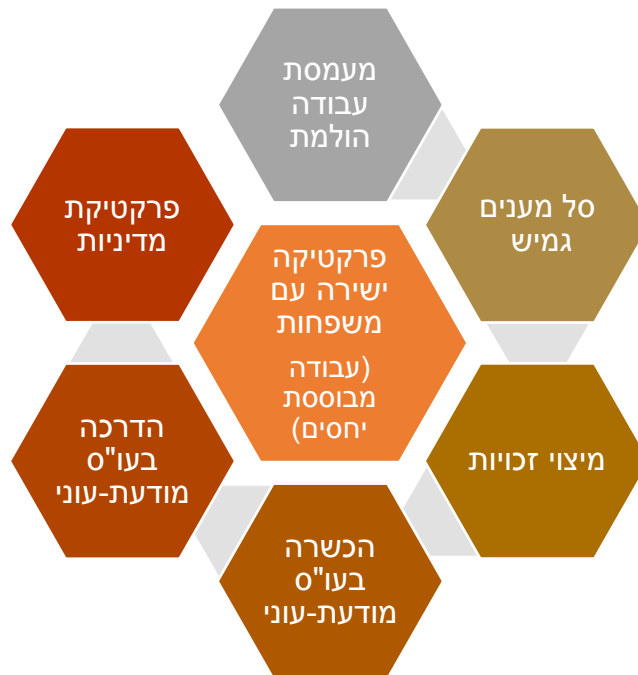 מעמסת
עבודה
הולמת
סל מענים
גמיש
מיצוי זכויות
הכשרה
בעו"ס
מודעת-עוני
הדרכה
בעו"ס
מודעת-עוני
פרקטיקת
מדיניות
פרקטיקה
ישירה עם
משפחות
(עבודה
מבוססת
יחסים)